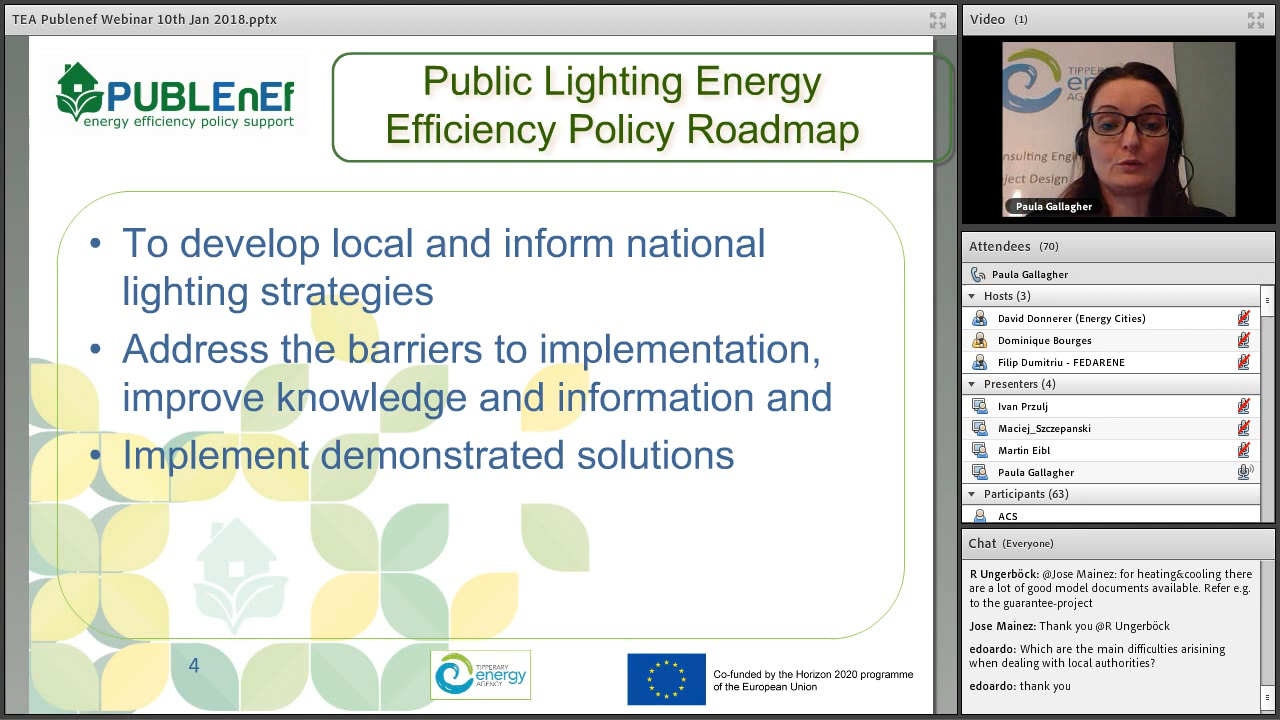 TEA Publenef Webinar 10th Jan 2018.pptx
PUBLEnEf
energy efficiency policy support
Public Lighting Energy
Efficiency Policy Roadmap
• To develop local and inform national
lighting strategies
• Address the barriers to implementation,
improve knowledge and information and
• Implement demonstrated solutions
4
TIPPERARY
energy
AGENCY
Co-funded by the Horizon 2020 programme
of the European Union
Video (1)
TIPPER
Paula Gallagher
Attendees (70)
Paula Gallagher
Hosts (3)
David Donnerer (Energy Cities)
Dominique Bourges
Filip Dumitriu - FEDARENE
Presenters (4)
Ivan Przulj
Maciej_Szczepanski
Martin Eibl
Paula Gallagher
Participants (63)
ACS
Chat (Everyone)
R Ungerböck: @Jose Mainez: for heating&cooling there
are a lot of good model documents available. Refer e.g.
to the guarantee-project
Jose Mainez: Thank you @R Ungerböck
edoardo: Which are the main difficulties arisining
when dealing with local authorities?
edoardo: thank you